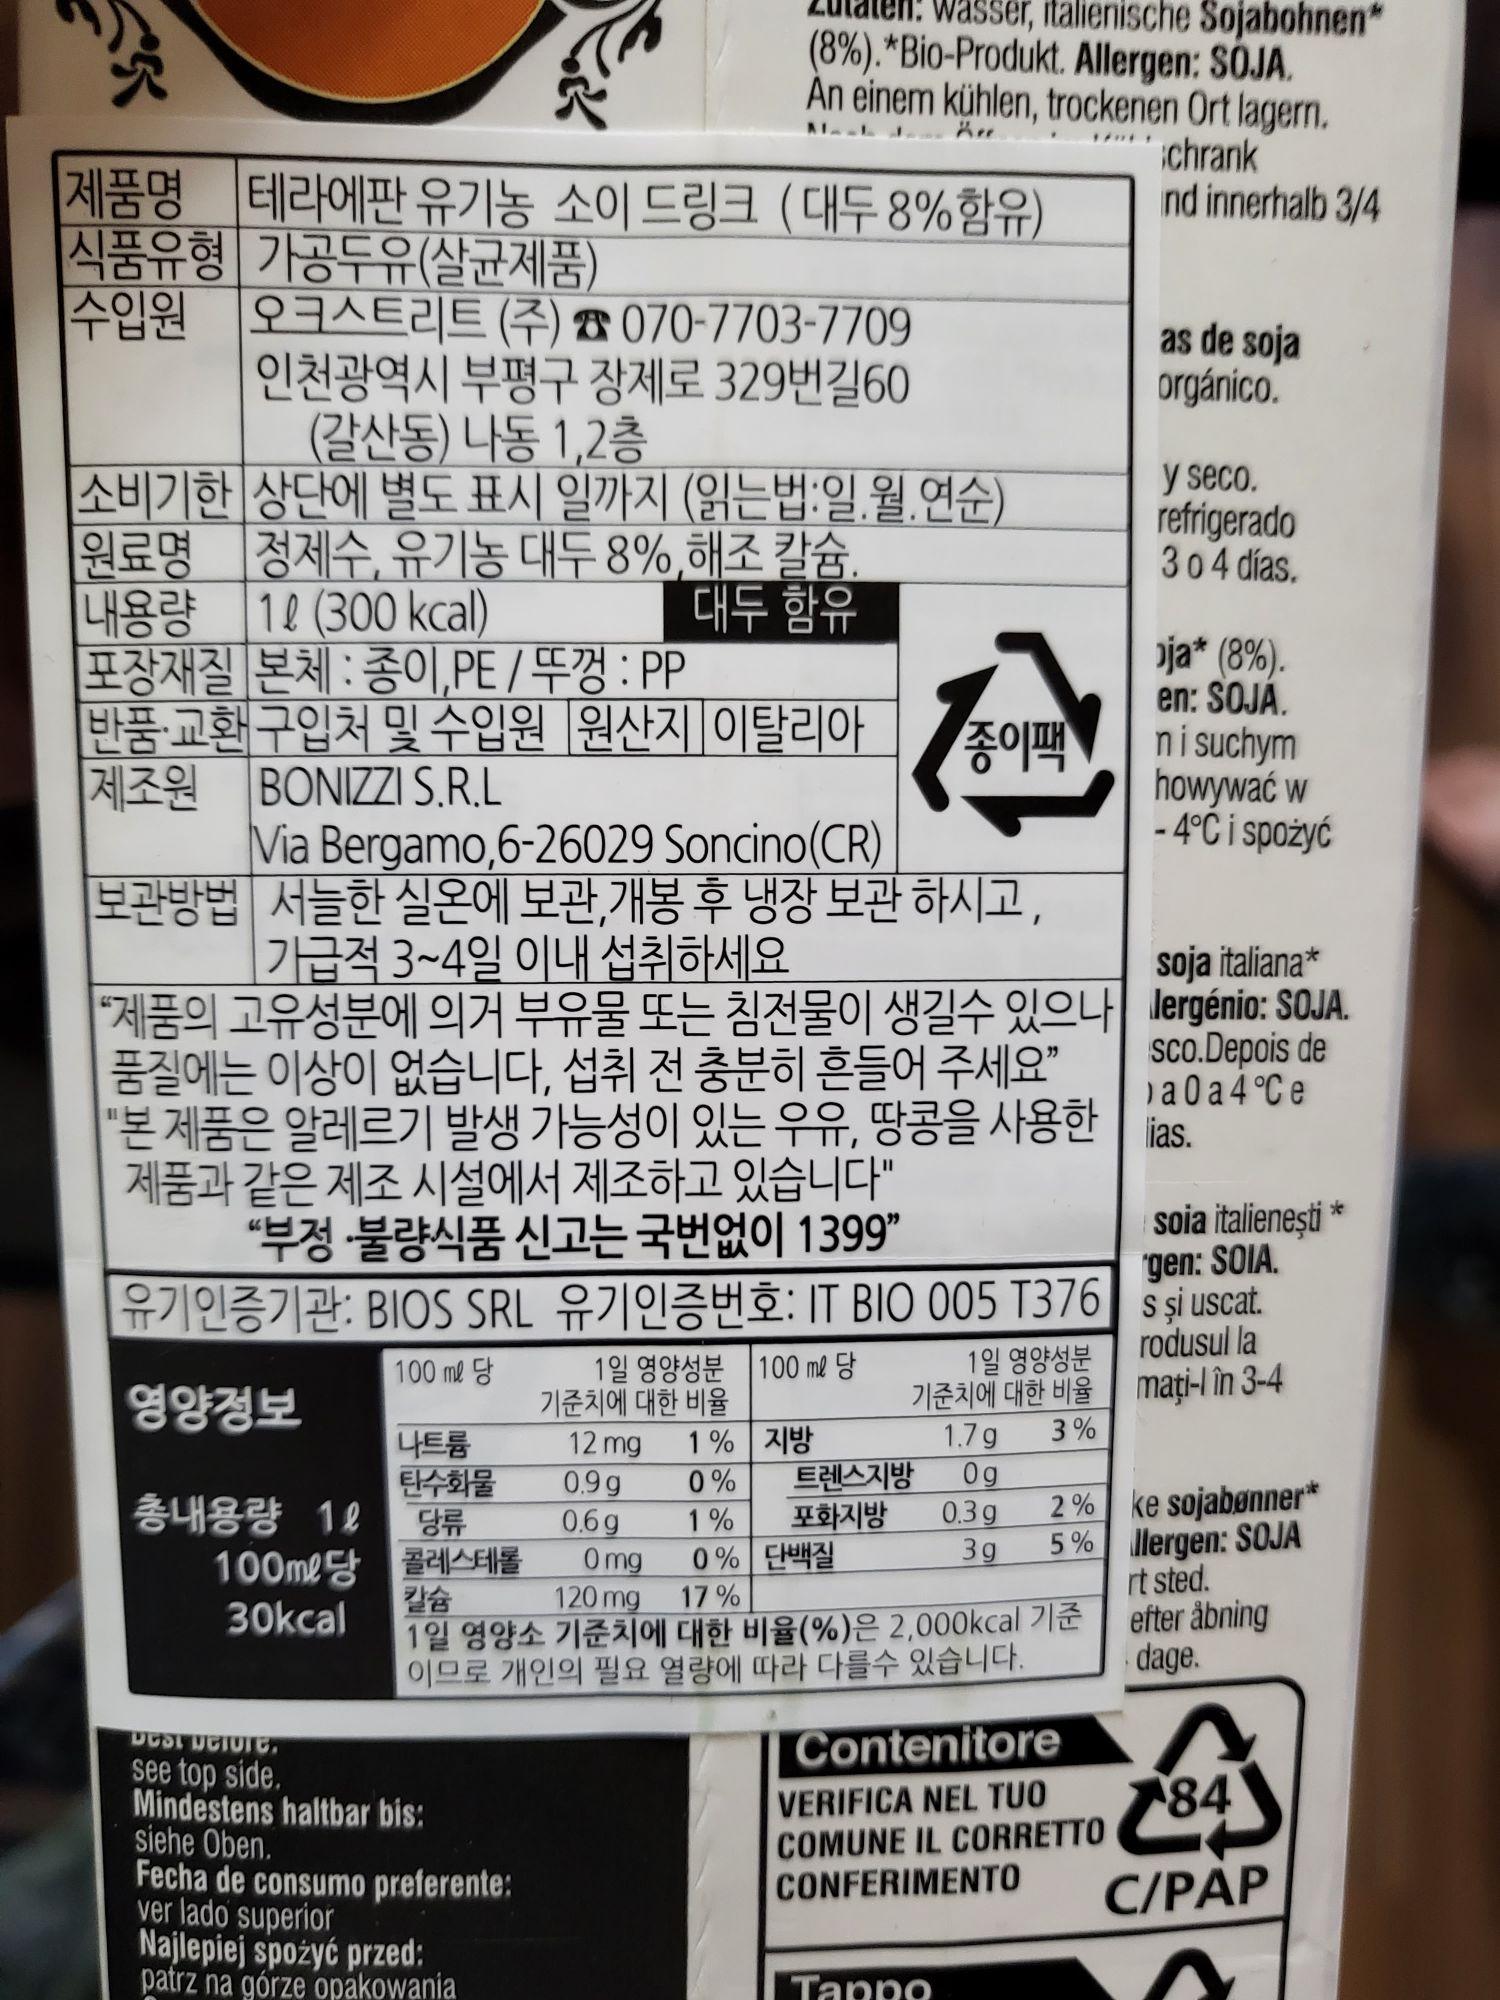 Zutaten: Wasser, italienische Sojabohnen*
(8%).*Bio-Produkt. Allergen: SOJA.
An einem kühlen, trockenen Ort lagern.
schrank
nd innerhalb 3/4
제품명 테라에판 유기농 소이 드링크 (대두 8%함유)
식품유형 가공두유(살균제품)
수입원 오크스트리트 (주) ☎ 070-7703-7709
인천광역시 부평구 장제로 329번길60
(갈산동) 나동 1,2층
소비기한 상단에 별도 표시 일까지 (읽는법:일.월.연순)
원료명 정제수, 유기농 대두 8%,해조 칼슘.
내용량 1ℓ (300 kcal) 대두 함유
포장재질 본체 : 종이,PE / 뚜껑 : PP
반품·교환 구입처 및 수입원 원산지 이탈리아
종이팩
제조원 BONIZZI S.R.L
Via Bergamo,6-26029 Soncino(CR)
보관방법 서늘한 실온에 보관,개봉 후 냉장 보관 하시고,
가급적 3~4일 이내 섭취하세요
“제품의 고유성분에 의거 부유물 또는 침전물이 생길수 있으나
품질에는 이상이 없습니다, 섭취 전 충분히 흔들어 주세요”
"본 제품은 알레르기 발생 가능성이 있는 우유, 땅콩을 사용한
제품과 같은 제조 시설에서 제조하고 있습니다"
“부정 ·불량식품 신고는 국번없이 1399”
유기인증기관: BIOS SRL 유기인증번호: IT BIO 005 T376
영양정보
총내용량 1ℓ
100㎖당
30kcal
100 ㎖ 당 1일 영양성분 기준치에 대한 비율
나트륨 12 mg 1 %
탄수화물 0.9 g 0 %
당류 0.6 g 1 %
콜레스테롤 0 mg 0 %
칼슘 120 mg 17 %
100 ㎖ 당 1일 영양성분 기준치에 대한 비율
지방 1.7 g 3 %
트렌스지방 0 g
포화지방 0.3 g 2 %
단백질 3 g 5 %
1일 영양소 기준치에 대한 비율(%)은 2,000kcal 기준
이므로 개인의 필요 열량에 따라 다를수 있습니다.
as de soja
orgánico.
y seco.
refrigerado
3 o 4 días.
oja* (8%).
en: SOJA.
m i suchym
howywać w
- 4°C i spożyć
soja italiana*
lergénio: SOJA.
sco.Depois de
a 0 a 4 °C e
lias.
soia italienești *
rgen: SOIA.
s și uscat.
rodusul la
mați-l în 3-4
ke sojabønner*
llergen: SOJA
rt sted.
efter åbning
dage.
Best before:
see top side.
Mindestens haltbar bis:
siehe Oben.
Fecha de consumo preferente:
ver lado superior
Najlepiej spożyć przed:
patrz na górze opakowania
Contenitore
VERIFICA NEL TUO
COMUNE IL CORRETTO
CONFERIMENTO
84
C/PAP
Tappo